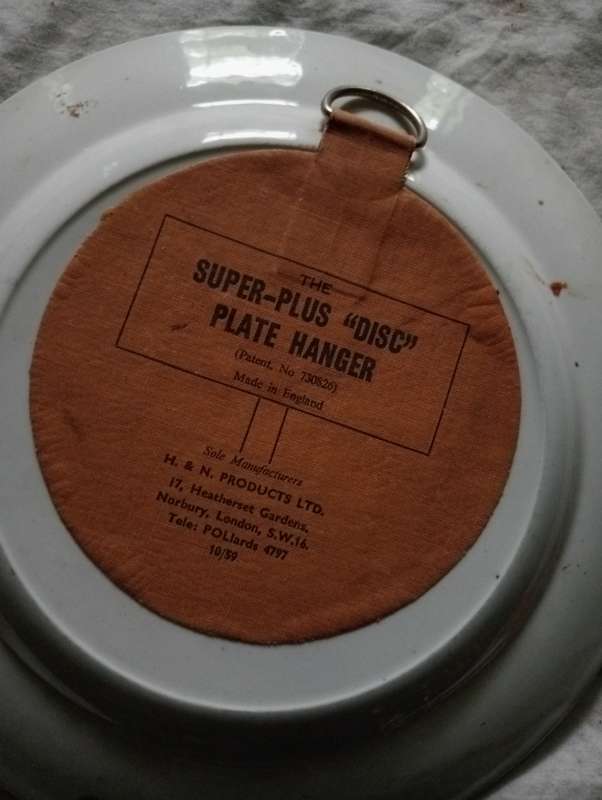 THE
SUPER-PLUS "DISC"
PLATE HANGER
(Patent. No 730826)
Made in England
Sole Manufacturers
H. & N. PRODUCTS LTD.
17, Heatherset Gardens,
Norbury, London, S.W.16.
Tele: POLlards 4797
10/59